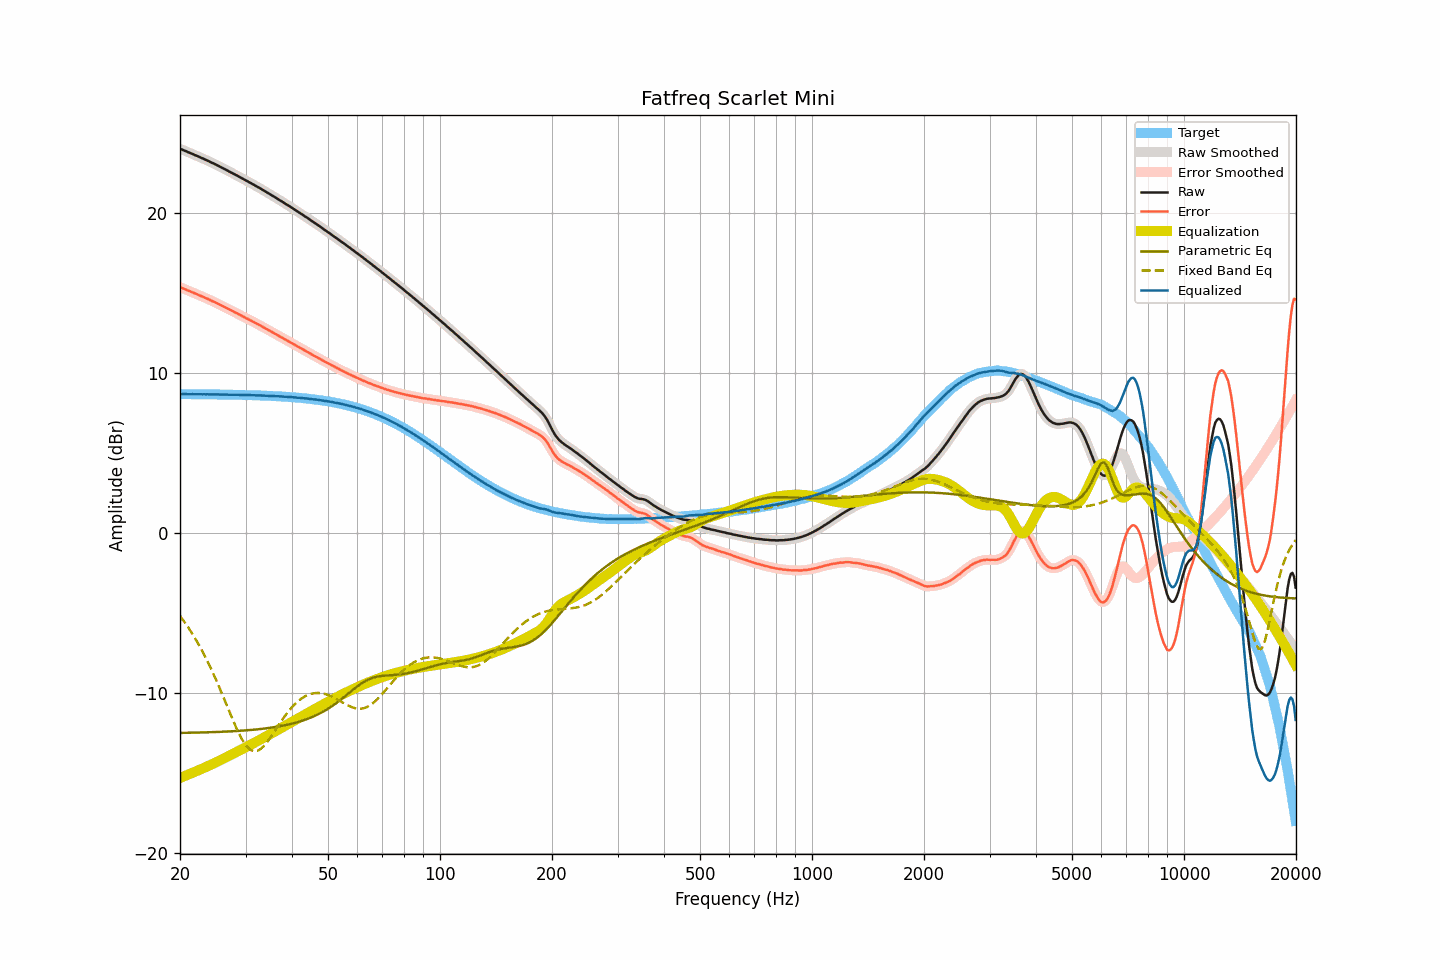 Fatfreq Scarlet Mini
Target
Raw Smoothed
Error Smoothed
Raw
Error
Equalization
Parametric Eq
Fixed Band Eq
Equalized
Amplitude (dBr)
20
10
0
−10
−20
20 50 100 200 500 1000 2000 5000 10000 20000
Frequency (Hz)